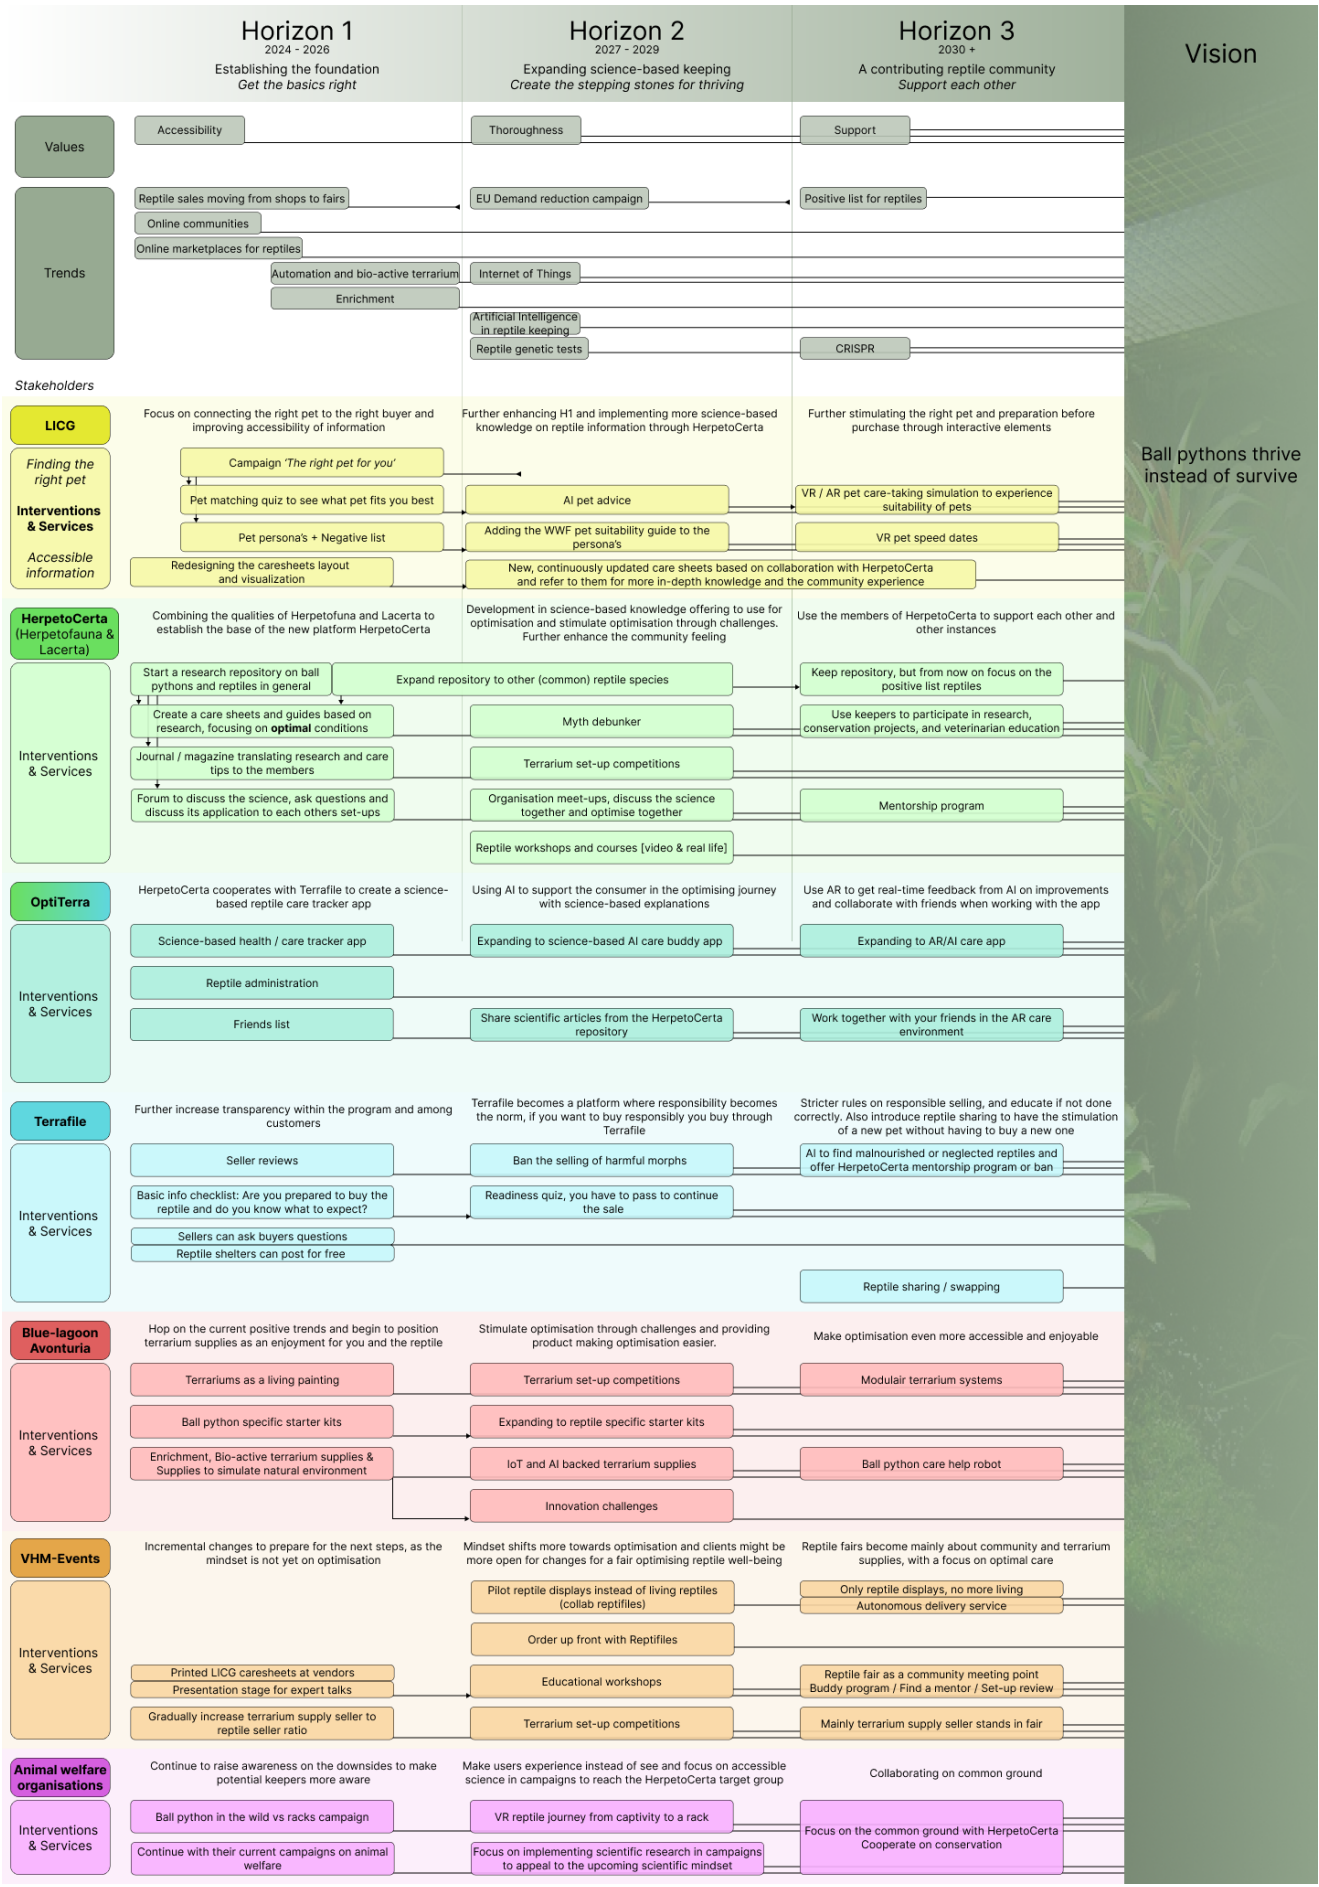 Horizon 1
2024 - 2026
Establishing the foundation
Get the basics right
Horizon 2
2027 - 2029
Expanding science-based keeping
Create the stepping stones for thriving
Horizon 3
2030 +
A contributing reptile community
Support each other
Vision
Values
Accessibility
Thoroughness
Support
Trends
Reptile sales moving from shops to fairs
EU Demand reduction campaign
Positive list for reptiles
Online communities
Online marketplaces for reptiles
Automation and bio-active terrarium
Internet of Things
Enrichment
Artificial Intelligence
in reptile keeping
Reptile genetic tests
CRISPR
Stakeholders
LICG
Focus on connecting the right pet to the right buyer and
improving accessibility of information
Further enhancing H1 and implementing more science-based
knowledge on reptile information through HerpetoCerta
Further stimulating the right pet and preparation before
purchase through interactive elements
Ball pythons thrive
instead of survive
Finding the
right pet
Interventions
& Services
Accessible
information
Campaign ‘The right pet for you’
Pet matching quiz to see what pet fits you best
AI pet advice
VR / AR pet care-taking simulation to experience
suitability of pets
Pet persona’s + Negative list
Adding the WWF pet suitability guide to the
persona’s
VR pet speed dates
Redesigning the caresheets layout
and visualization
New, continuously updated care sheets based on collaboration with HerpetoCerta
and refer to them for more in-depth knowledge and the community experience
HerpetoCerta
(Herpetofauna &
Lacerta)
Combining the qualities of Herpetofuna and Lacerta to
establish the base of the new platform HerpetoCerta
Development in science-based knowledge offering to use for
optimisation and stimulate optimisation through challenges.
Further enhance the community feeling
Use the members of HerpetoCerta to support each other and
other instances
Interventions
& Services
Start a research repository on ball
pythons and reptiles in general
Expand repository to other (common) reptile species
Keep repository, but from now on focus on the
positive list reptiles
Create a care sheets and guides based on
research, focusing on optimal conditions
Myth debunker
Use keepers to participate in research,
conservation projects, and veterinarian education
Journal / magazine translating research and care
tips to the members
Terrarium set-up competitions
Forum to discuss the science, ask questions and
discuss its application to each others set-ups
Organisation meet-ups, discuss the science
together and optimise together
Mentorship program
Reptile workshops and courses [video & real life]
OptiTerra
HerpetoCerta cooperates with Terrafile to create a science-
based reptile care tracker app
Using AI to support the consumer in the optimising journey
with science-based explanations
Use AR to get real-time feedback from AI on improvements
and collaborate with friends when working with the app
Interventions
& Services
Science-based health / care tracker app
Expanding to science-based AI care buddy app
Expanding to AR/AI care app
Reptile administration
Friends list
Share scientific articles from the HerpetoCerta
repository
Work together with your friends in the AR care
environment
Terrafile
Further increase transparency within the program and among
customers
Terrafile becomes a platform where responsibility becomes
the norm, if you want to buy responsibly you buy through
Terrafile
Stricter rules on responsible selling, and educate if not done
correctly. Also introduce reptile sharing to have the stimulation
of a new pet without having to buy a new one
Interventions
& Services
Seller reviews
Ban the selling of harmful morphs
AI to find malnourished or neglected reptiles and
offer HerpetoCerta mentorship program or ban
Basic info checklist: Are you prepared to buy the
reptile and do you know what to expect?
Readiness quiz, you have to pass to continue
the sale
Sellers can ask buyers questions
Reptile shelters can post for free
Reptile sharing / swapping
Blue-lagoon
Avonturia
Hop on the current positive trends and begin to position
terrarium supplies as an enjoyment for you and the reptile
Stimulate optimisation through challenges and providing
product making optimisation easier.
Make optimisation even more accessible and enjoyable
Interventions
& Services
Terrariums as a living painting
Terrarium set-up competitions
Modulair terrarium systems
Ball python specific starter kits
Expanding to reptile specific starter kits
Enrichment, Bio-active terrarium supplies &
Supplies to simulate natural environment
IoT and AI backed terrarium supplies
Ball python care help robot
Innovation challenges
VHM-Events
Incremental changes to prepare for the next steps, as the
mindset is not yet on optimisation
Mindset shifts more towards optimisation and clients might be
more open for changes for a fair optimising reptile well-being
Reptile fairs become mainly about community and terrarium
supplies, with a focus on optimal care
Interventions
& Services
Pilot reptile displays instead of living reptiles
(collab reptifiles)
Only reptile displays, no more living
Autonomous delivery service
Order up front with Reptifiles
Printed LICG caresheets at vendors
Presentation stage for expert talks
Educational workshops
Reptile fair as a community meeting point
Buddy program / Find a mentor / Set-up review
Gradually increase terrarium supply seller to
reptile seller ratio
Terrarium set-up competitions
Mainly terrarium supply seller stands in fair
Animal welfare
organisations
Continue to raise awareness on the downsides to make
potential keepers more aware
Make users experience instead of see and focus on accessible
science in campaigns to reach the HerpetoCerta target group
Collaborating on common ground
Interventions
& Services
Ball python in the wild vs racks campaign
VR reptile journey from captivity to a rack
Focus on the common ground with HerpetoCerta
Cooperate on conservation
Continue with their current campaigns on animal
welfare
Focus on implementing scientific research in campaigns
to appeal to the upcoming scientific mindset